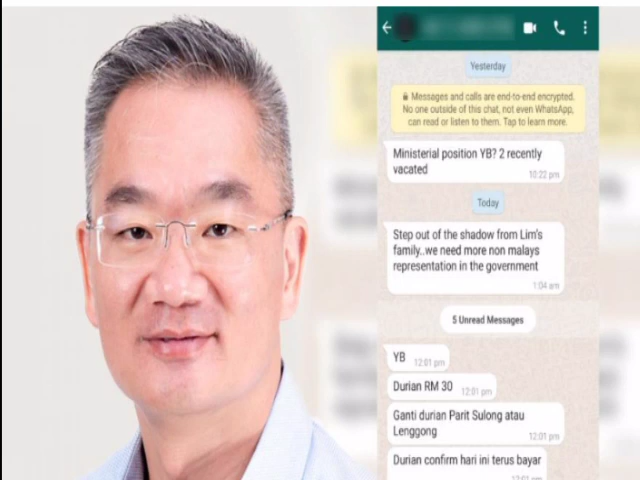 Yesterday
Messages and calls are end-to-end encrypted.
No one outside of this chat, not even WhatsApp,
can read or listen to them. Tap to learn more.
Ministerial position YB? 2 recently
vacated
10:22 pm
Today
Step out of the shadow from Lim's
family..we need more non malays
representation in the government
1:04 am
5 Unread Messages
YB
12:01 pm
Durian RM 30
12:01 pm
Ganti durian Parit Sulong atau
Lenggong
12:01 pm
Durian confirm hari ini terus bayar
12:01 pm